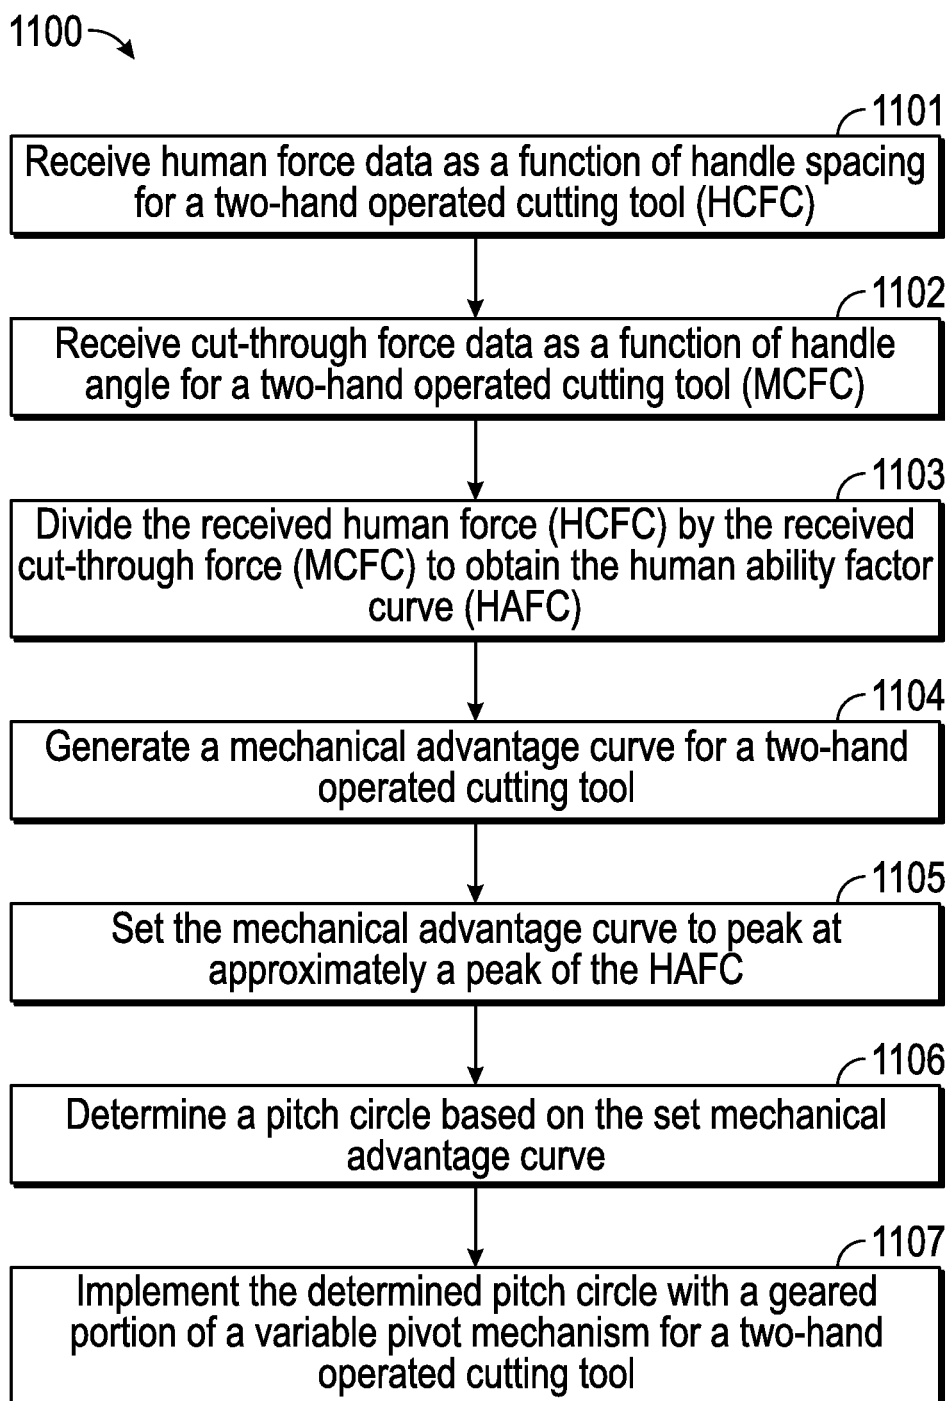 1100
1101
Receive human force data as a function of handle spacing
for a two-hand operated cutting tool (HCFC)
1102
Receive cut-through force data as a function of handle
angle for a two-hand operated cutting tool (MCFC)
1103
Divide the received human force (HCFC) by the received
cut-through force (MCFC) to obtain the human ability factor
curve (HAFC)
1104
Generate a mechanical advantage curve for a two-hand
operated cutting tool
1105
Set the mechanical advantage curve to peak at
approximately a peak of the HAFC
1106
Determine a pitch circle based on the set mechanical
advantage curve
1107
Implement the determined pitch circle with a geared
portion of a variable pivot mechanism for a two-hand
operated cutting tool